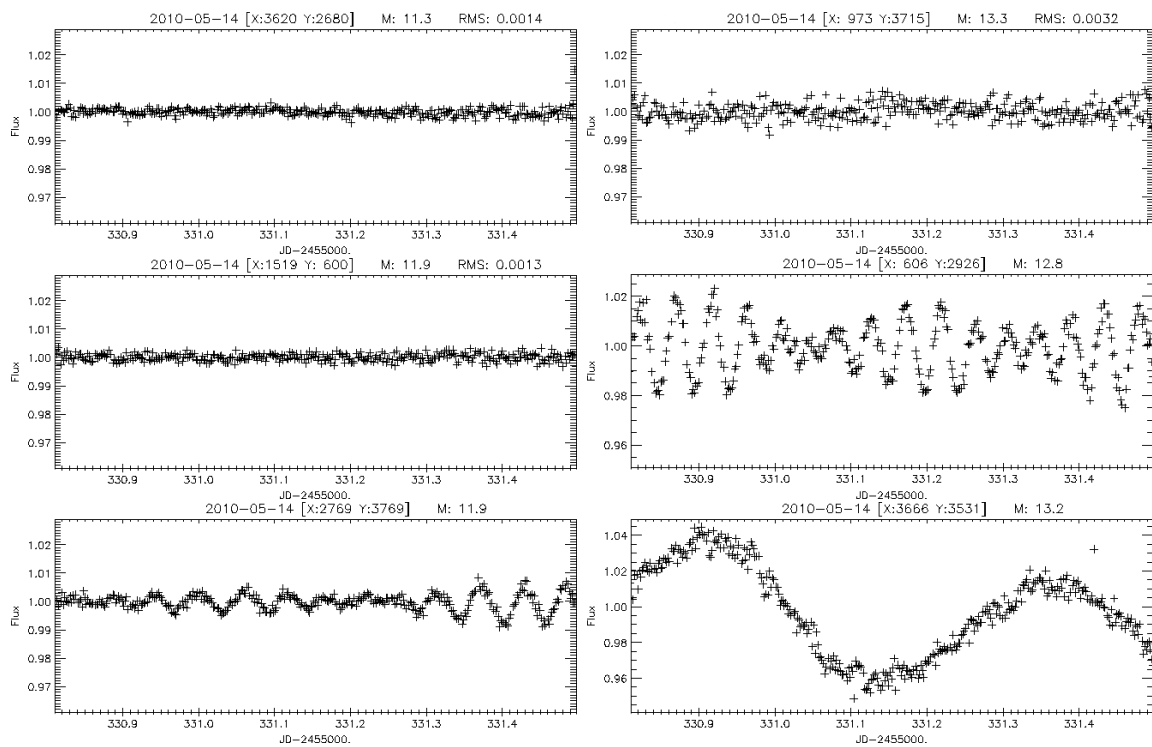 2010-05-14 [X:3620 Y:2680] M: 11.3 RMS: 0.0014
1.02
1.01
1.00
0.99
0.98
0.97
Flux
330.9 331.0 331.1 331.2 331.3 331.4
JD-2455000.
2010-05-14 [X: 973 Y:3715] M: 13.3 RMS: 0.0032
1.02
1.01
1.00
0.99
0.98
0.97
Flux
330.9 331.0 331.1 331.2 331.3 331.4
JD-2455000.
2010-05-14 [X:1519 Y: 600] M: 11.9 RMS: 0.0013
1.02
1.01
1.00
0.99
0.98
0.97
Flux
330.9 331.0 331.1 331.2 331.3 331.4
JD-2455000.
2010-05-14 [X: 606 Y:2926] M: 12.8
1.02
1.00
0.98
0.96
Flux
330.9 331.0 331.1 331.2 331.3 331.4
JD-2455000.
2010-05-14 [X:2769 Y:3769] M: 11.9
1.02
1.01
1.00
0.99
0.98
0.97
Flux
330.9 331.0 331.1 331.2 331.3 331.4
JD-2455000.
2010-05-14 [X:3666 Y:3531] M: 13.2
1.04
1.02
1.00
0.98
0.96
Flux
330.9 331.0 331.1 331.2 331.3 331.4
JD-2455000.